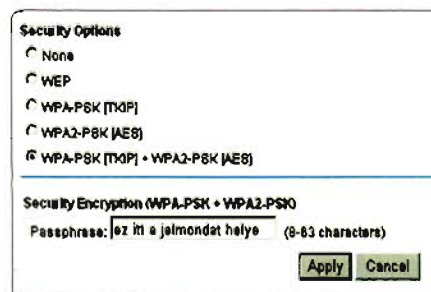 Security Options
None
WEP
WPA-PSK [TKIP]
WPA2-PSK [AES]
WPA-PSK [TKIP] + WPA2-PSK [AES]
Security Encryption (WPA-PSK + WPA2-PSK)
Passphrase: ez itt a jelmondat helye (8-63 characters)
Apply Cancel